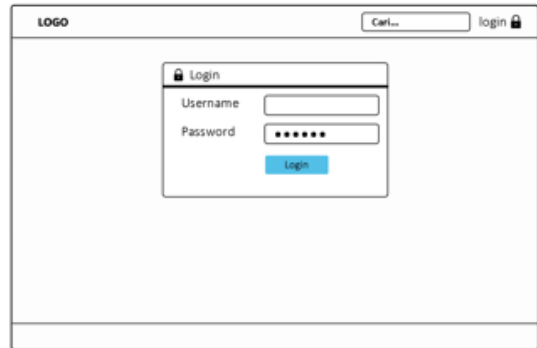 LOGO Cari... login
Login
Username
Password ••••••
Login